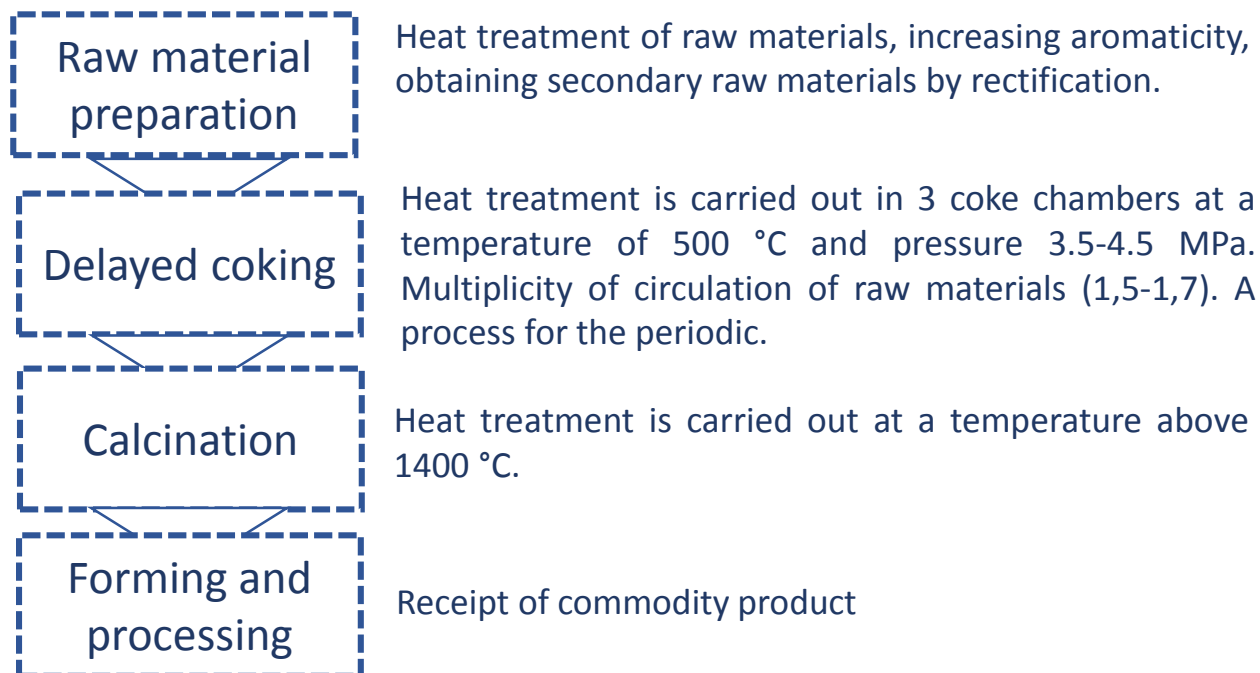 Raw material
preparation
Heat treatment of raw materials, increasing aromaticity,
obtaining secondary raw materials by rectification.
Delayed coking
Heat treatment is carried out in 3 coke chambers at a
temperature of 500 °C and pressure 3.5-4.5 MPa.
Multiplicity of circulation of raw materials (1,5-1,7). A
process for the periodic.
Calcination
Heat treatment is carried out at a temperature above
1400 °C.
Forming and
processing
Receipt of commodity product